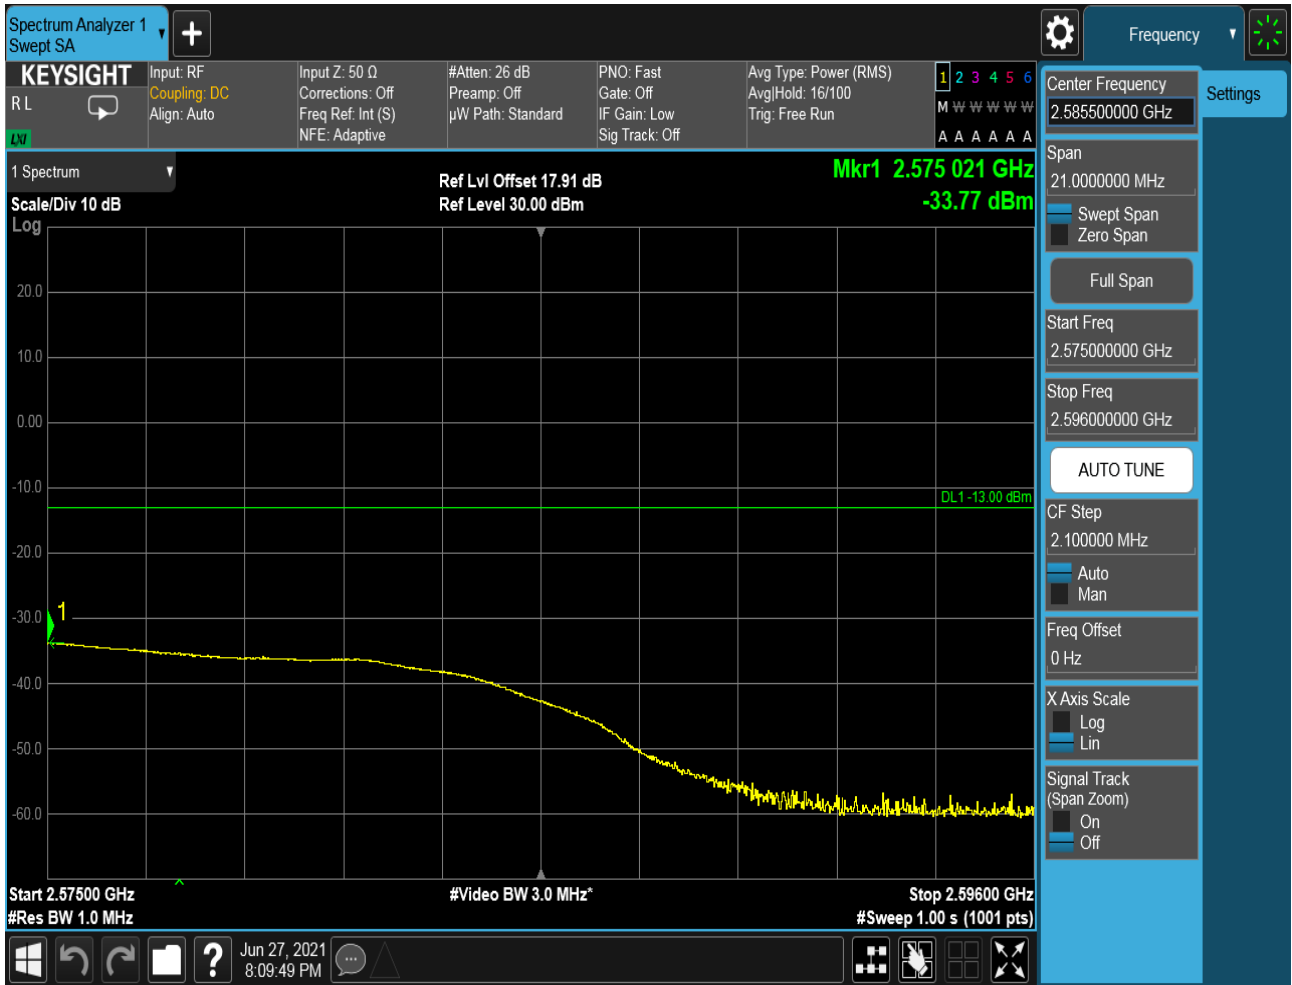 Spectrum Analyzer 1
Swept SA
Frequency
KEYSIGHT
R L
LXI
Input: RF
Coupling: DC
Align: Auto
Input Z: 50 Ω
Corrections: Off
Freq Ref: Int (S)
NFE: Adaptive
#Atten: 26 dB
Preamp: Off
µW Path: Standard
PNO: Fast
Gate: Off
IF Gain: Low
Sig Track: Off
Avg Type: Power (RMS)
Avg|Hold: 16/100
Trig: Free Run
1 2 3 4 5 6
M W W W W W
A A A A A A
1 Spectrum
Scale/Div 10 dB
Log
Ref Lvl Offset 17.91 dB
Ref Level 30.00 dBm
Mkr1 2.575 021 GHz
-33.77 dBm
20.0
10.0
0.00
-10.0
DL1 -13.00 dBm
-20.0
-30.0
1
-40.0
-50.0
-60.0
Start 2.57500 GHz
#Video BW 3.0 MHz*
Stop 2.59600 GHz
#Res BW 1.0 MHz
#Sweep 1.00 s (1001 pts)
Jun 27, 2021
8:09:49 PM
Center Frequency
2.585500000 GHz
Settings
Span
21.0000000 MHz
Swept Span
Zero Span
Full Span
Start Freq
2.575000000 GHz
Stop Freq
2.596000000 GHz
AUTO TUNE
CF Step
2.100000 MHz
Auto
Man
Freq Offset
0 Hz
X Axis Scale
Log
Lin
Signal Track
(Span Zoom)
On
Off